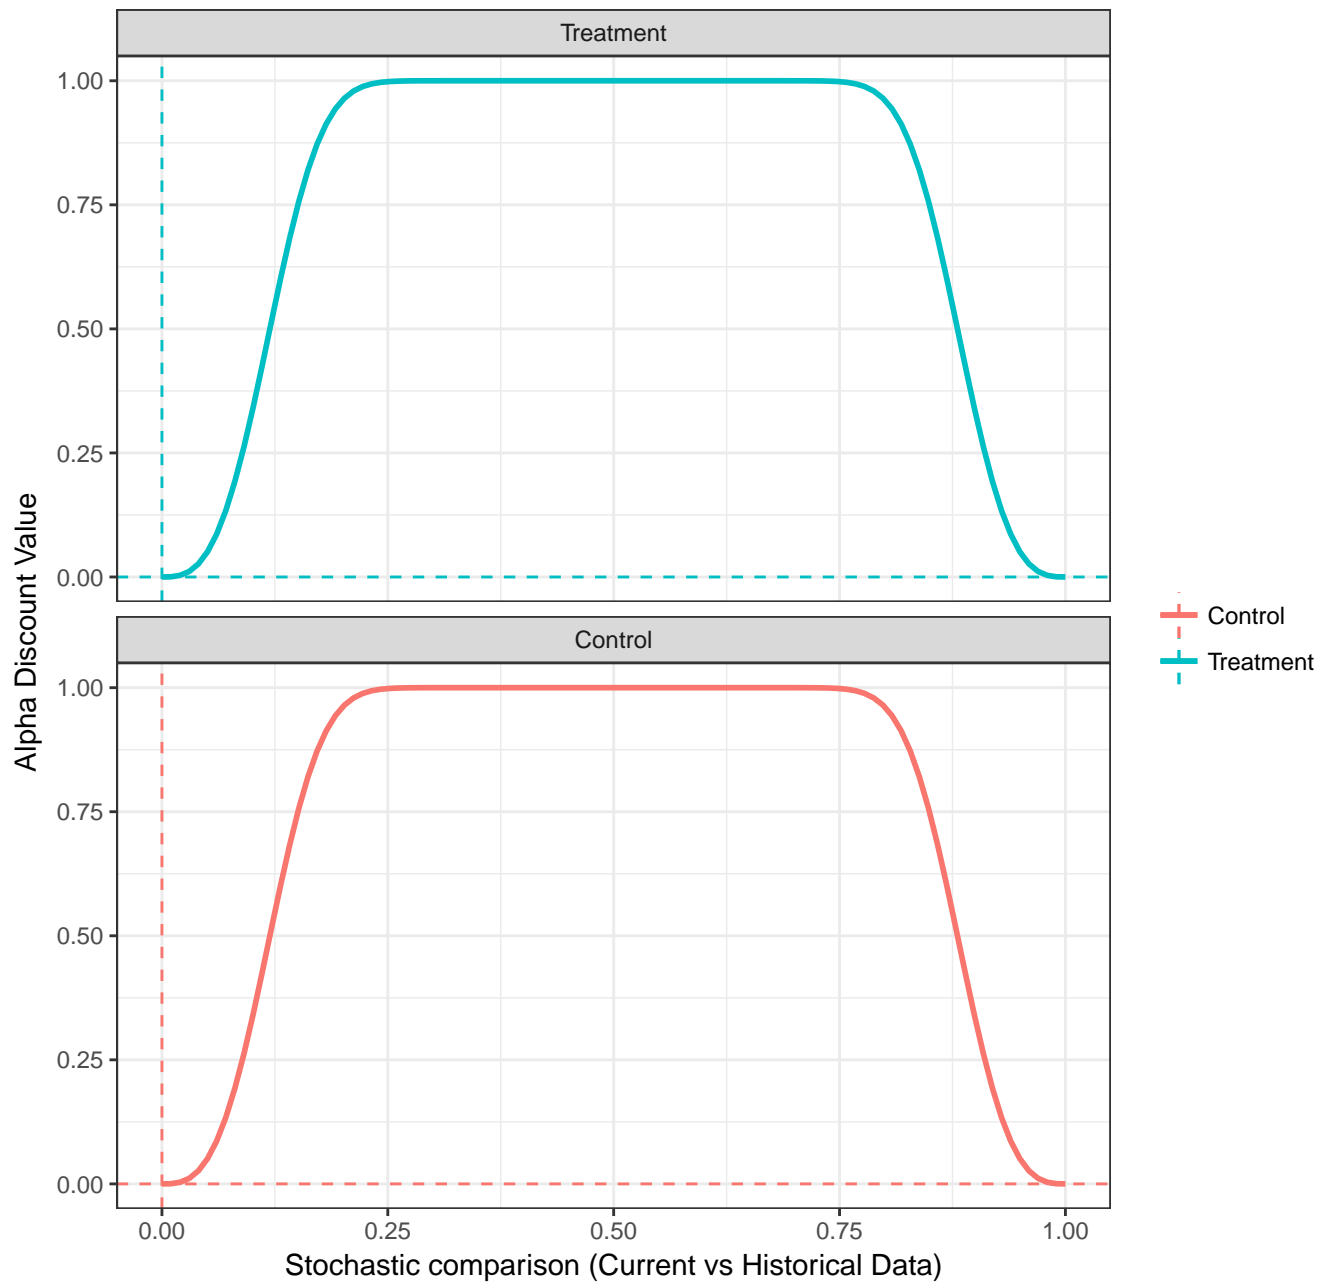 Treatment
1.00
0.75
0.50
0.25
0.00
Control
1.00
0.75
0.50
0.25
0.00
0.00 0.25 0.50 0.75 1.00
Stochastic comparison (Current vs Historical Data)
Alpha Discount Value
Control
Treatment